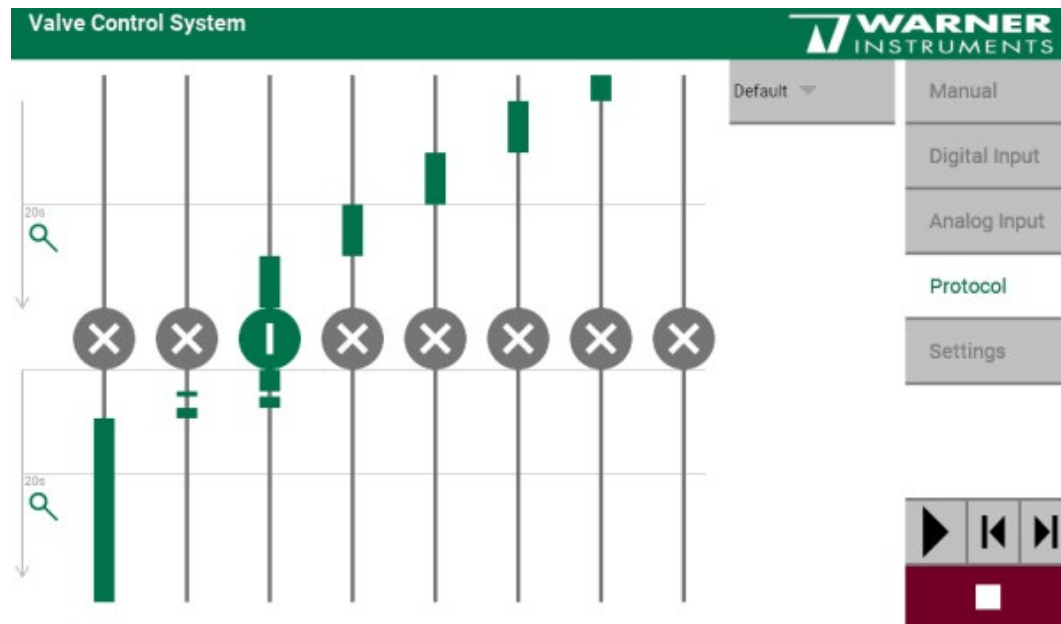 Valve Control System
WARNER
INSTRUMENTS
Default
Manual
Digital Input
Analog Input
Protocol
Settings
20s
20s